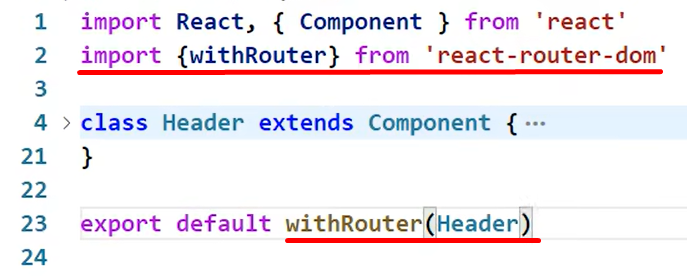 1 import React, { Component } from 'react'
2 import {withRouter} from 'react-router-dom'
3
4 > class Header extends Component { ···
21 }
22
23 export default withRouter(Header)
24